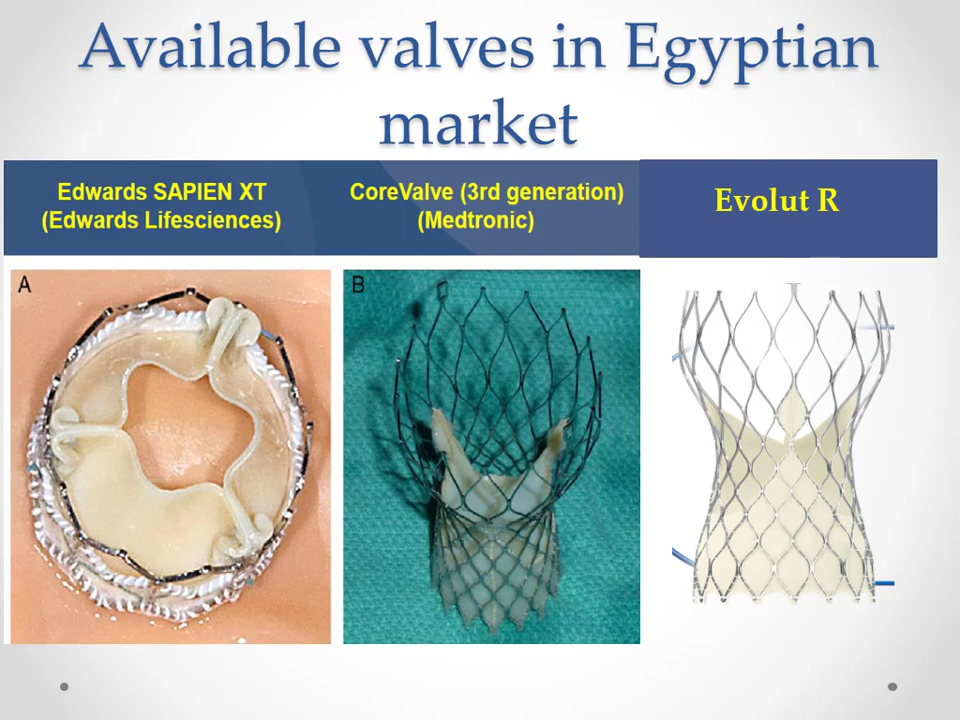 Available valves in Egyptian
market
Edwards SAPIEN XT
(Edwards Lifesciences)
CoreValve (3rd generation)
(Medtronic)
Evolut R
A
B